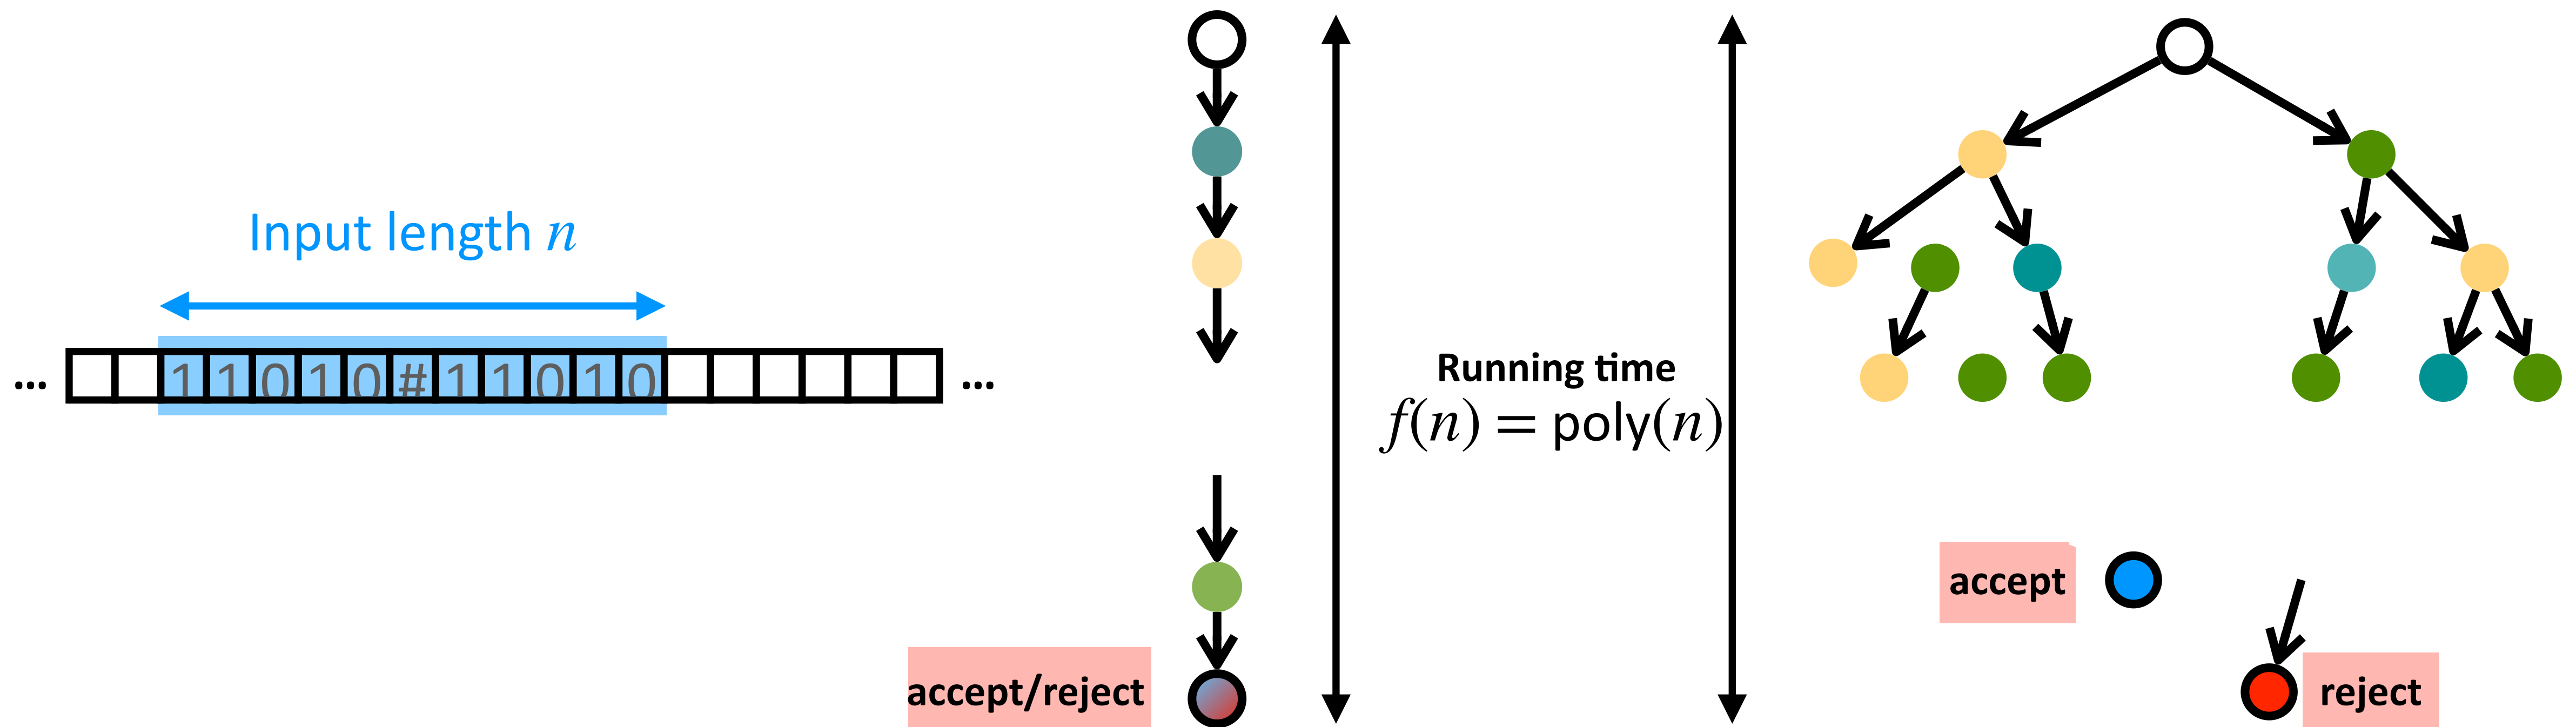 Input length n
... 11010#11010 ...
Running time
f(n) = poly(n)
accept
accept/reject
reject